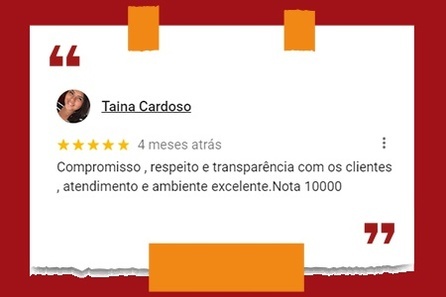 Taina Cardoso
4 meses atrás
Compromisso , respeito e transparência com os clientes
, atendimento e ambiente excelente.Nota 10000